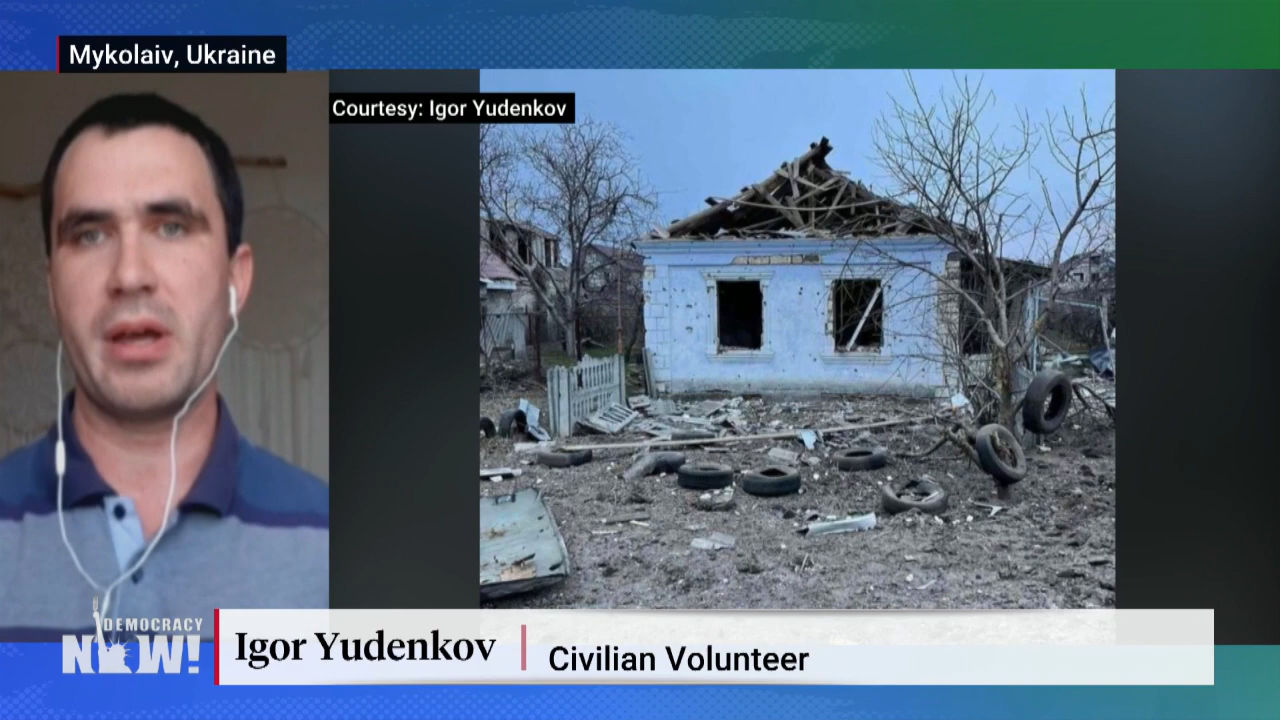 Mykolaiv, Ukraine
Courtesy: Igor Yudenkov
DEMOCRACY
NOW!
Igor Yudenkov
Civilian Volunteer